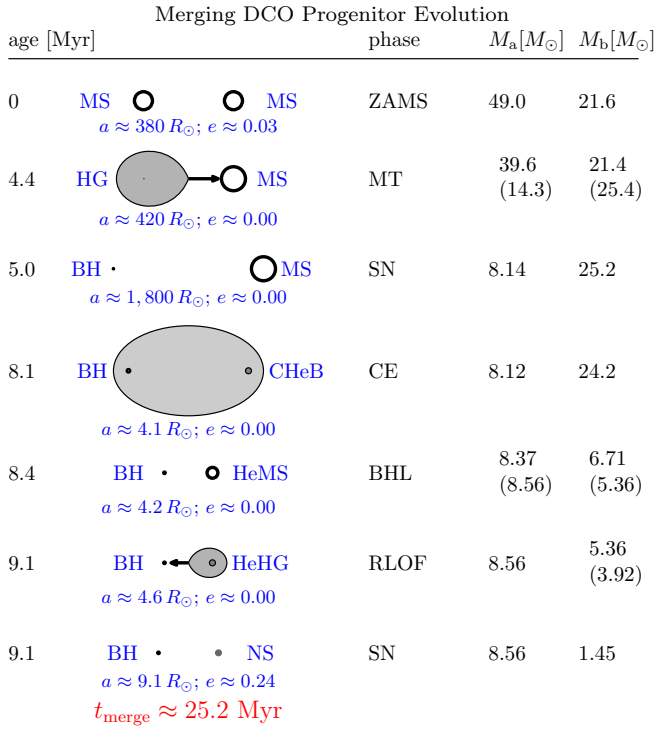 Merging DCO Progenitor Evolution
age [Myr] phase M_a[M_⊙] M_b[M_⊙]
0 MS MS ZAMS 49.0 21.6
a ≈ 380 R_⊙; e ≈ 0.03
4.4 HG MS MT 39.6 21.4
(14.3) (25.4)
a ≈ 420 R_⊙; e ≈ 0.00
5.0 BH MS SN 8.14 25.2
a ≈ 1,800 R_⊙; e ≈ 0.00
8.1 BH CHeB CE 8.12 24.2
a ≈ 4.1 R_⊙; e ≈ 0.00
8.4 BH HeMS BHL 8.37 6.71
(8.56) (5.36)
a ≈ 4.2 R_⊙; e ≈ 0.00
9.1 BH HeHG RLOF 8.56 5.36
(3.92)
a ≈ 4.6 R_⊙; e ≈ 0.00
9.1 BH NS SN 8.56 1.45
a ≈ 9.1 R_⊙; e ≈ 0.24
t_merge ≈ 25.2 Myr